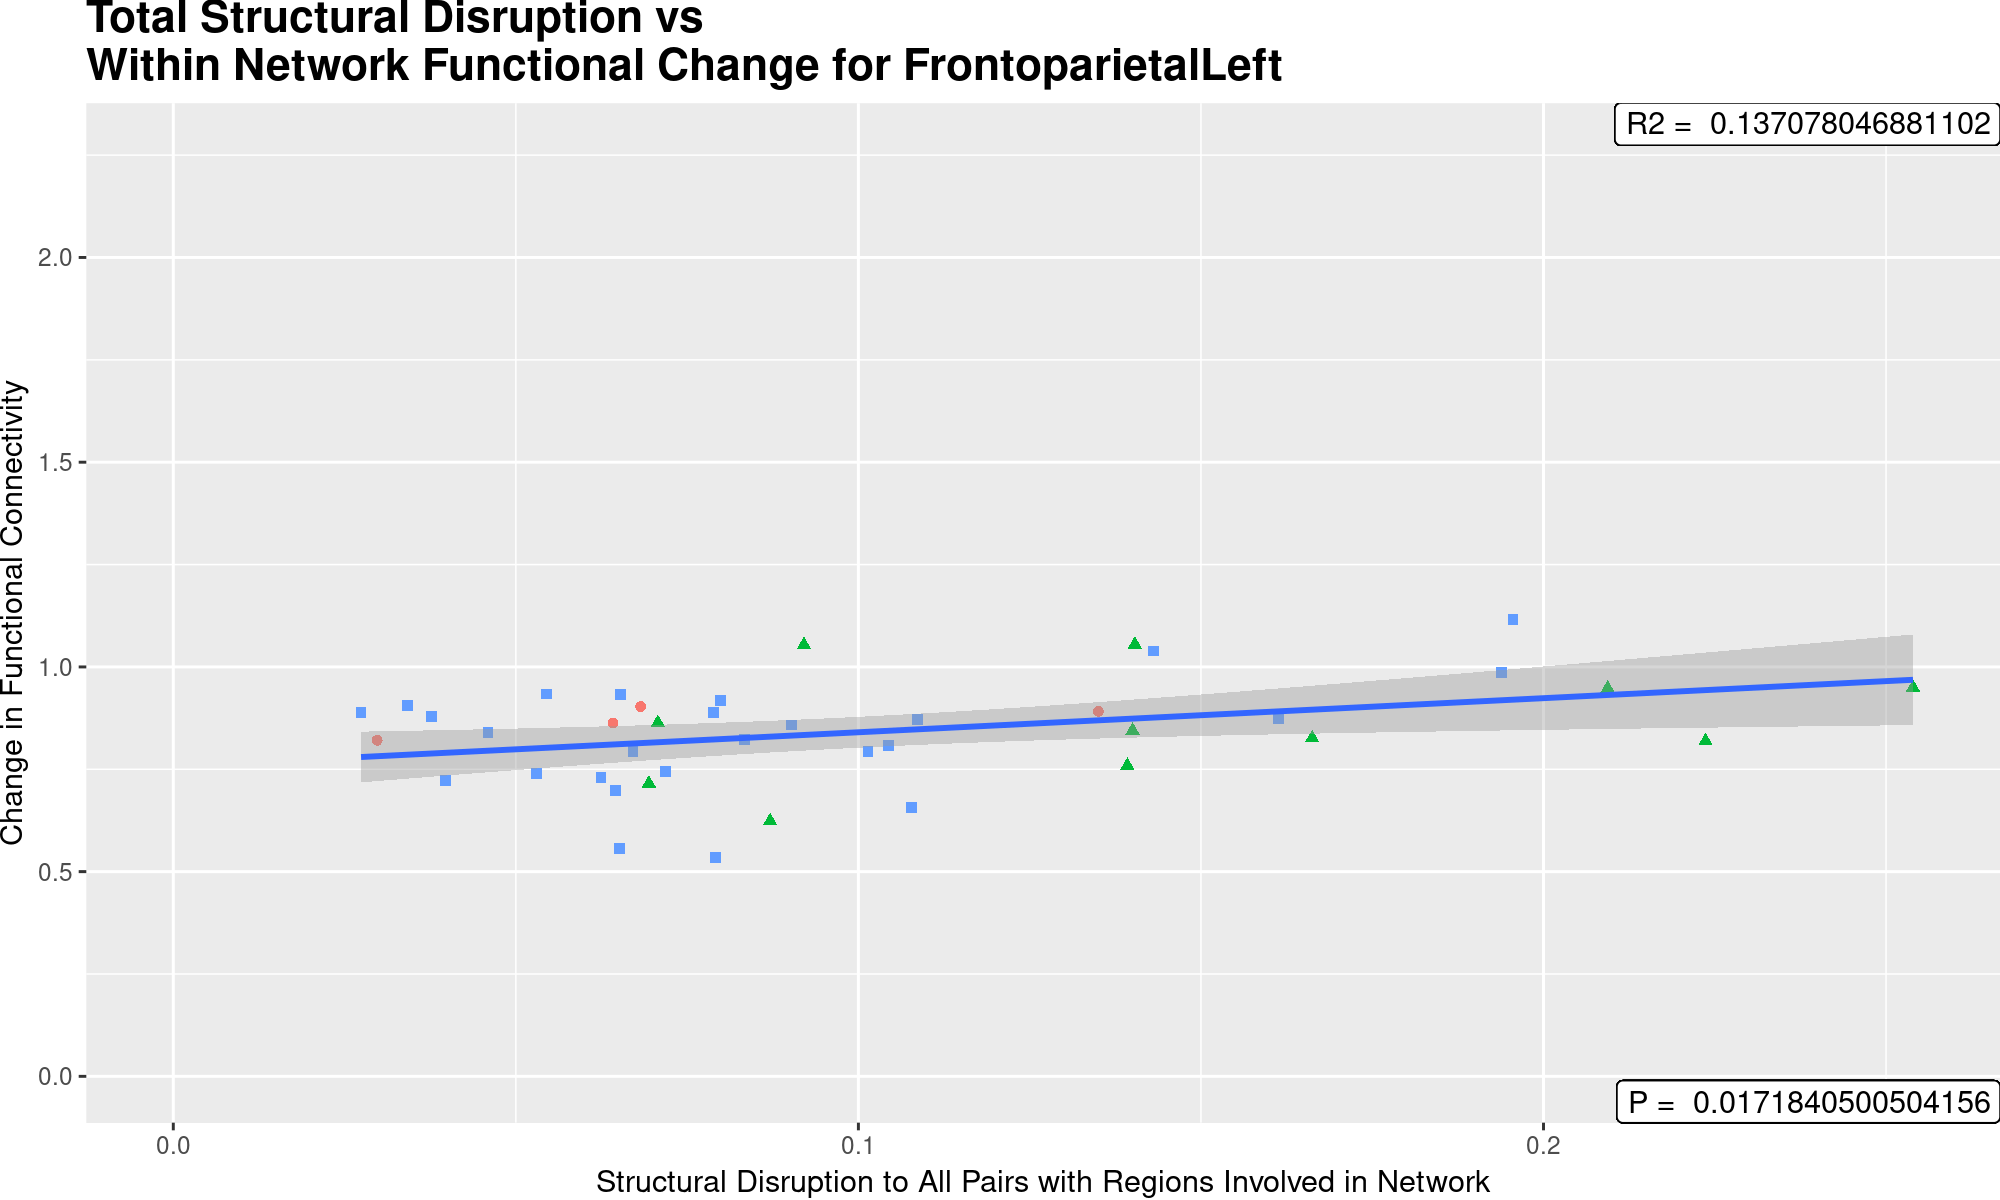 Total Structural Disruption vs
Within Network Functional Change for FrontoparietalLeft
R2 = 0.137078046881102
Change in Functional Connectivity
2.0
1.5
1.0
0.5
0.0
P = 0.0171840500504156
0.0
0.1
0.2
Structural Disruption to All Pairs with Regions Involved in Network